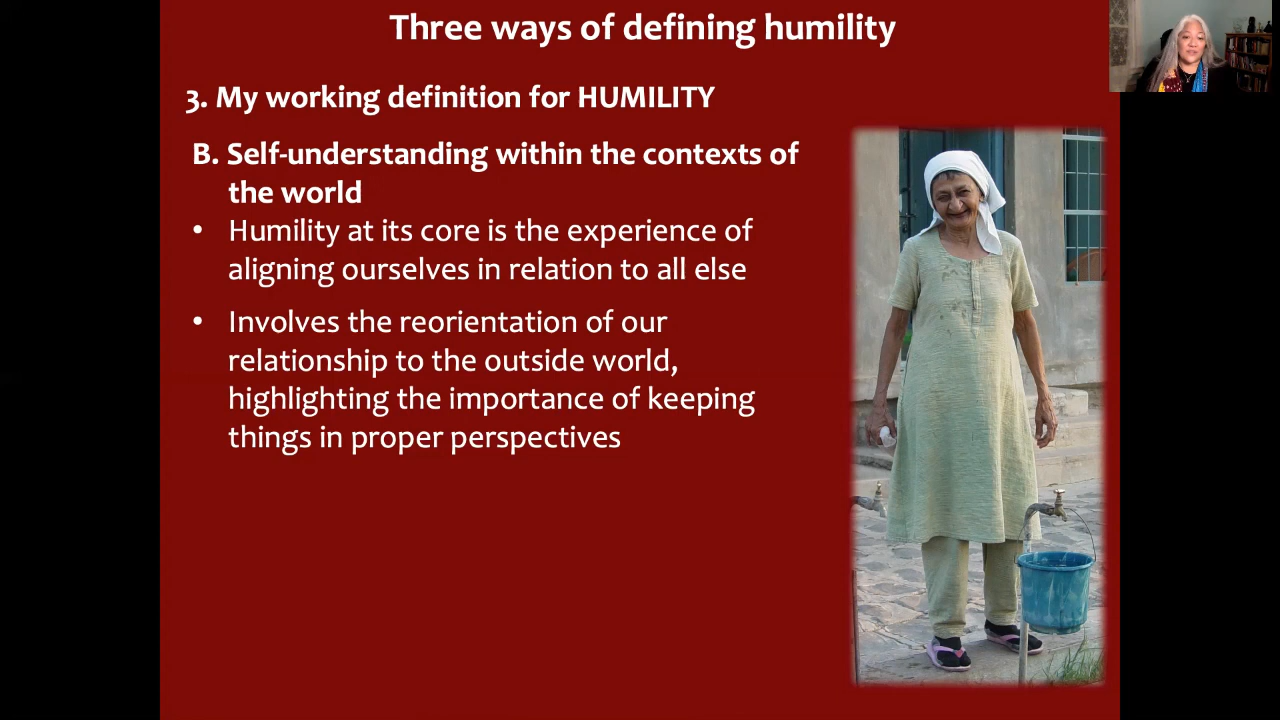 Three ways of defining humility
3. My working definition for HUMILITY
B. Self-understanding within the contexts of
the world
• Humility at its core is the experience of
aligning ourselves in relation to all else
• Involves the reorientation of our
relationship to the outside world,
highlighting the importance of keeping
things in proper perspectives